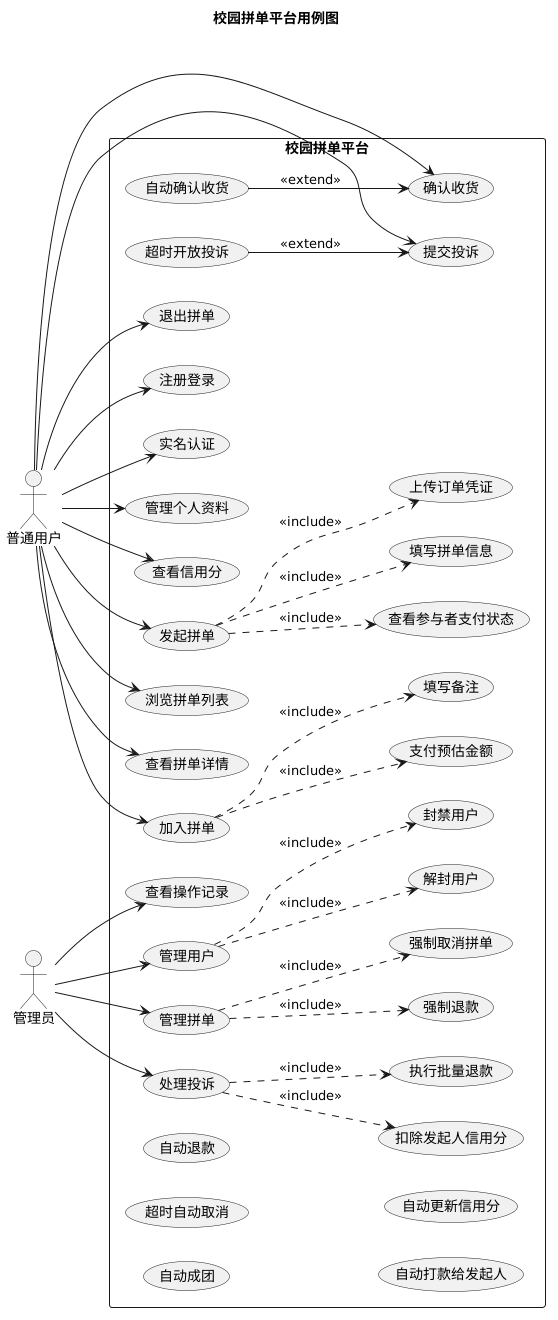 校园拼单平台用例图
校园拼单平台
自动确认收货
«extend»
确认收货
超时开放投诉
«extend»
提交投诉
退出拼单
注册登录
实名认证
普通用户
管理个人资料
查看信用分
发起拼单
«include»
上传订单凭证
«include»
填写拼单信息
«include»
查看参与者支付状态
浏览拼单列表
查看拼单详情
加入拼单
«include»
填写备注
«include»
支付预估金额
查看操作记录
管理员
管理用户
«include»
封禁用户
«include»
解封用户
管理拼单
«include»
强制取消拼单
«include»
强制退款
处理投诉
«include»
执行批量退款
«include»
扣除发起人信用分
自动退款
超时自动取消
自动更新信用分
自动成团
自动打款给发起人